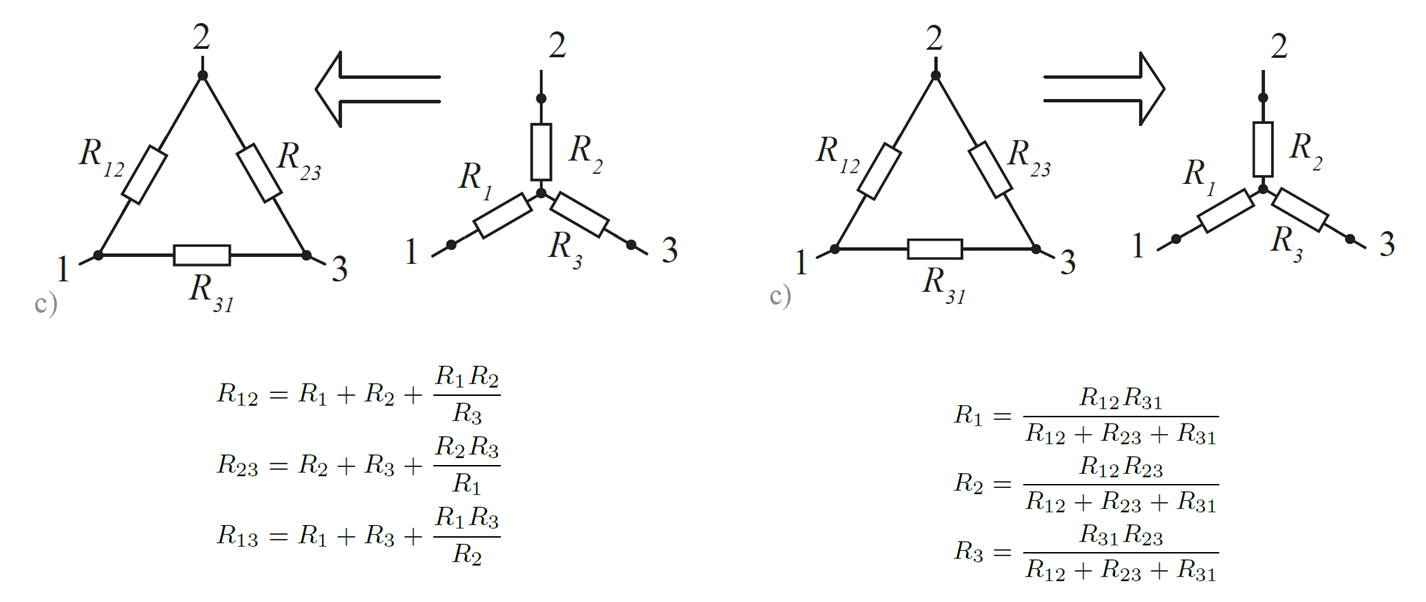 2
R12
R23
1
R31
3
c)
2
R1
R2
R3
1
3
R12 = R1 + R2 + R1R2 / R3
R23 = R2 + R3 + R2R3 / R1
R13 = R1 + R3 + R1R3 / R2
2
R12
R23
1
R31
3
c)
2
R1
R2
R3
1
3
R1 = R12R31 / R12 + R23 + R31
R2 = R12R23 / R12 + R23 + R31
R3 = R31R23 / R12 + R23 + R31